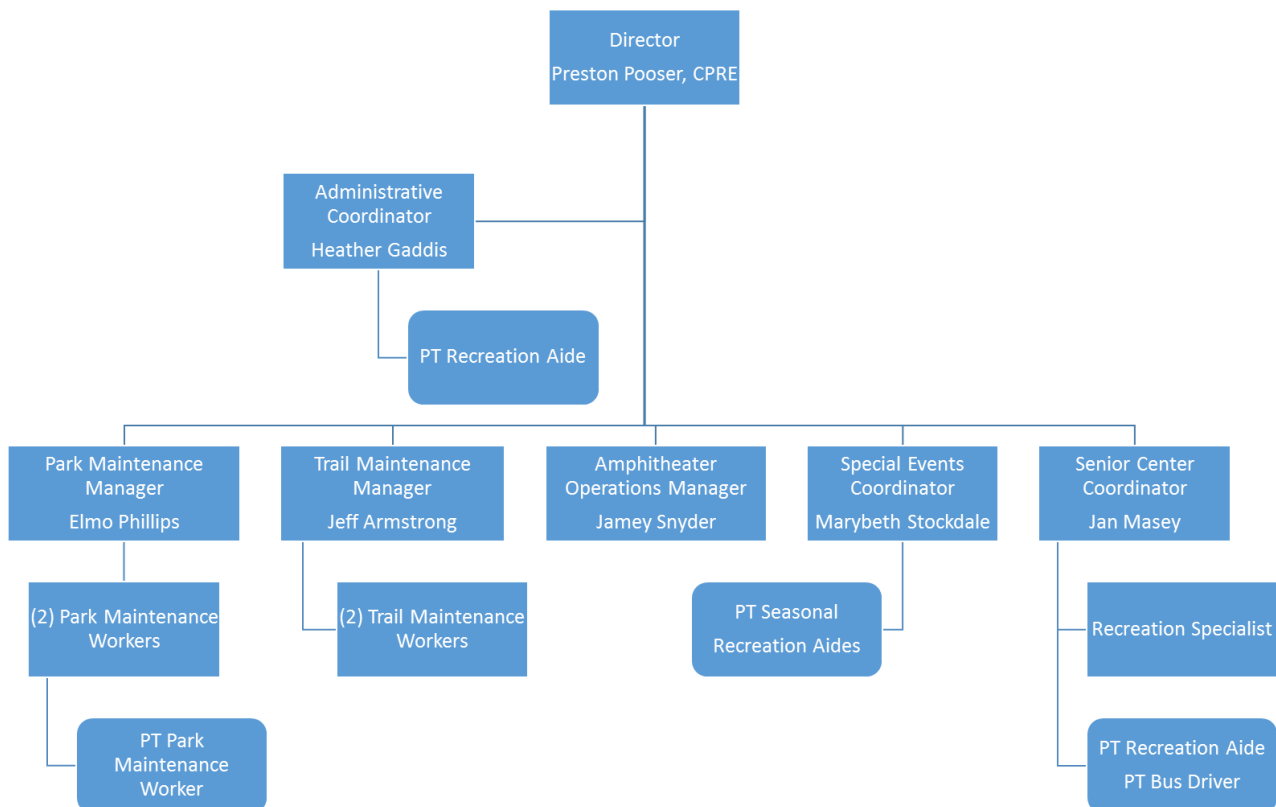 Director
Preston Pooser, CPRE
Administrative
Coordinator
Heather Gaddis
PT Recreation Aide
Park Maintenance
Manager
Elmo Phillips
Trail Maintenance
Manager
Jeff Armstrong
Amphitheater
Operations Manager
Jamey Snyder
Special Events
Coordinator
Marybeth Stockdale
Senior Center
Coordinator
Jan Masey
(2) Park Maintenance
Workers
(2) Trail Maintenance
Workers
PT Seasonal
Recreation Aides
Recreation Specialist
PT Park
Maintenance
Worker
PT Recreation Aide
PT Bus Driver